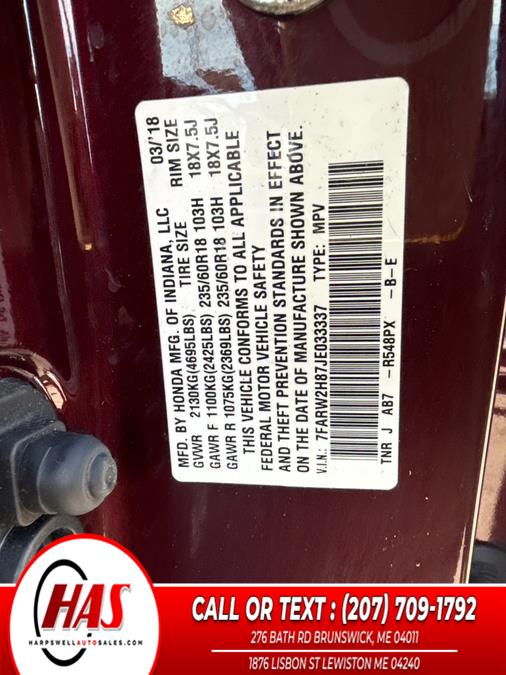 MFD. BY HONDA MFG. OF INDIANA, LLC 03/'18
GVWR 2130KG(4695LBS) TIRE SIZE RIM SIZE
GAWR F 1100KG(2425LBS) 235/60R18 103H 18X7.5J
GAWR R 1075KG(2369LBS) 235/60R18 103H 18X7.5J
THIS VEHICLE CONFORMS TO ALL APPLICABLE
FEDERAL MOTOR VEHICLE SAFETY
AND THEFT PREVENTION STANDARDS IN EFFECT
ON THE DATE OF MANUFACTURE SHOWN ABOVE.
V.I.N.: 7FARW2H87JE033337 TYPE: MPV
TNR J AB7 -R548PX -B-E
HAS
HARPSWELLAUTOSALES.COM
CALL OR TEXT : (207) 709-1792
276 BATH RD BRUNSWICK, ME 04011
1876 LISBON ST LEWISTON ME 04240